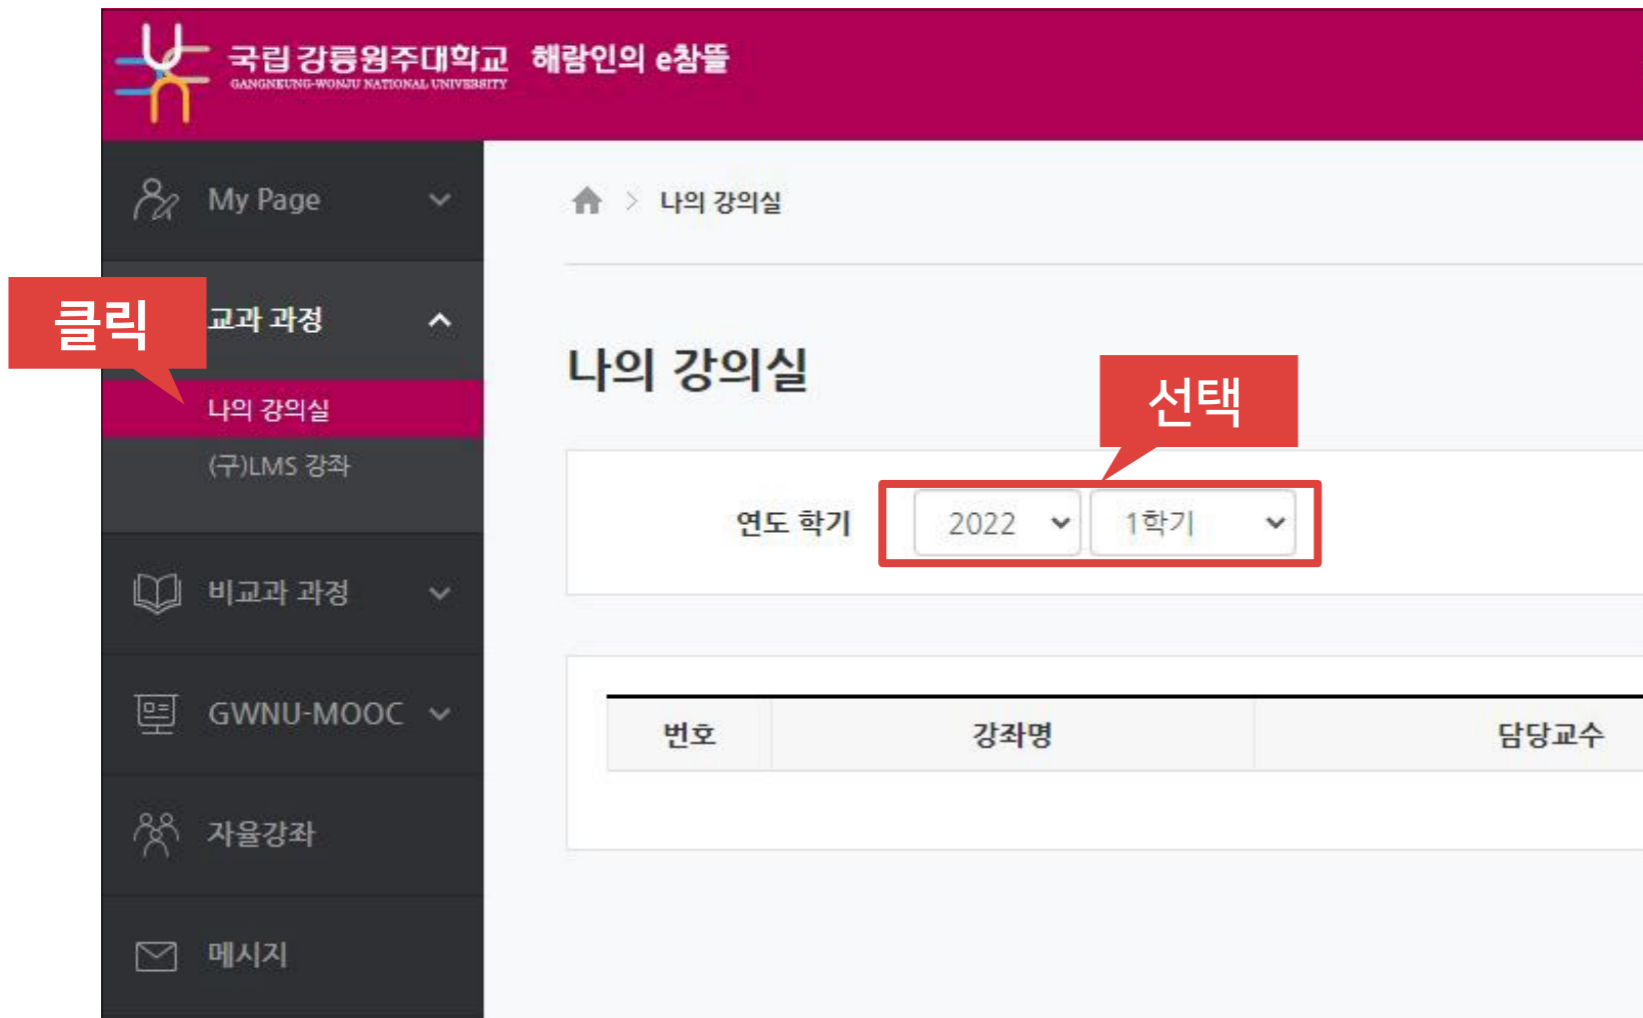 국립 강릉원주대학교 해람인의 e참뜰
GANGNEUNG-WONJU NATIONAL UNIVERSITY
My Page
나의 강의실
클릭
교과 과정
나의 강의실
(구)LMS 강좌
비교과 과정
GWNU-MOOC
자율강좌
메시지
나의 강의실
선택
연도 학기 2022 1학기
번호 강좌명 담당교수